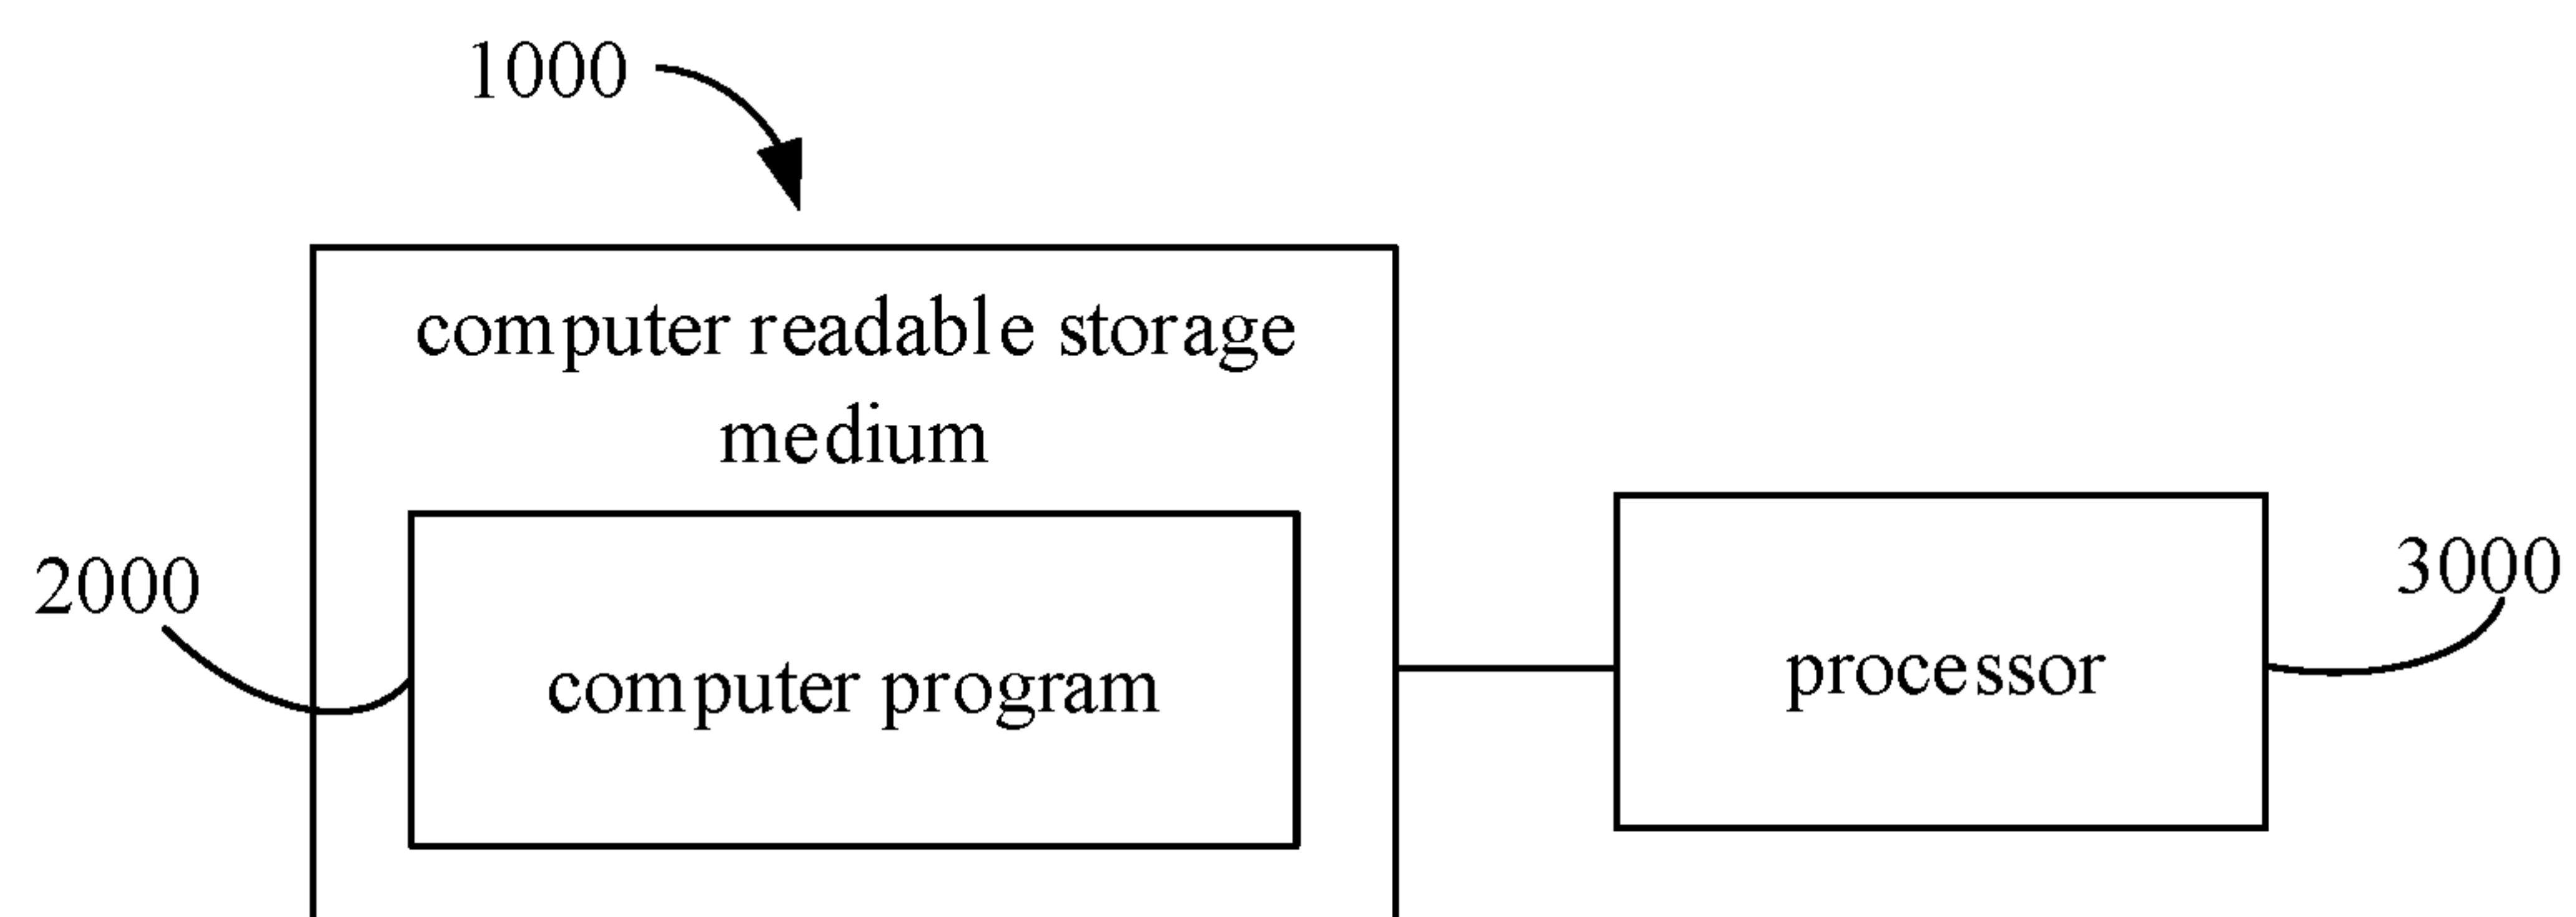 1000
computer readable storage
medium
2000
computer program
processor
3000